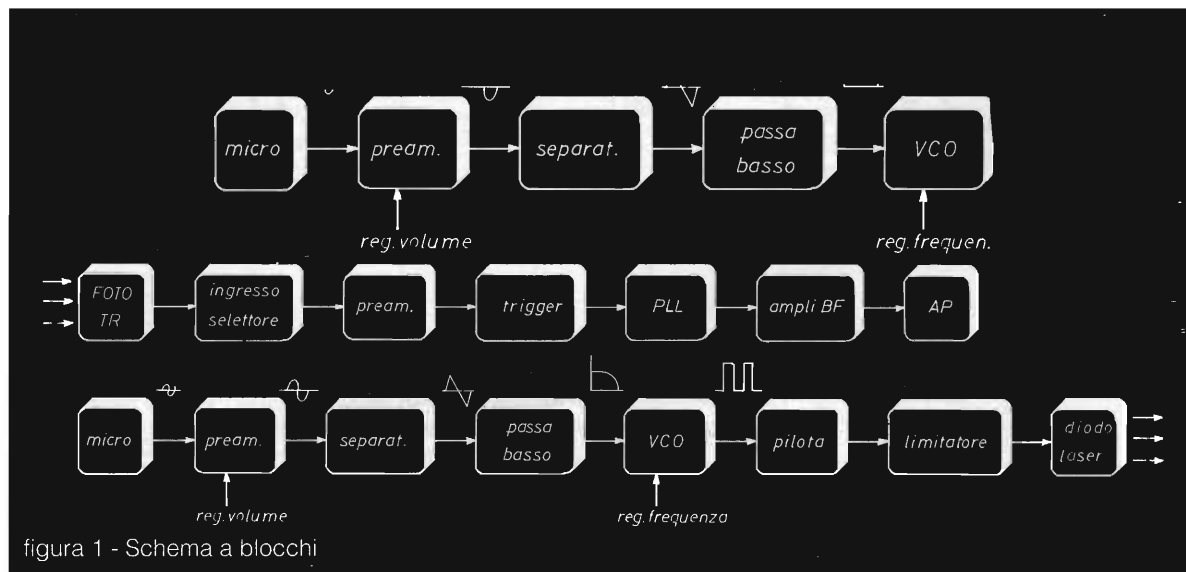 micro
pream.
separat.
passa
basso
VCO
reg.volume
reg.frequen.
FOTO
TR
ingresso
selettore
pream.
trigger
PLL
ampli BF
AP
micro
pream.
separat.
passa
basso
VCO
pilota
limitatore
diodo
laser
reg.volume
reg.frequenza
figura 1 - Schema a blocchi